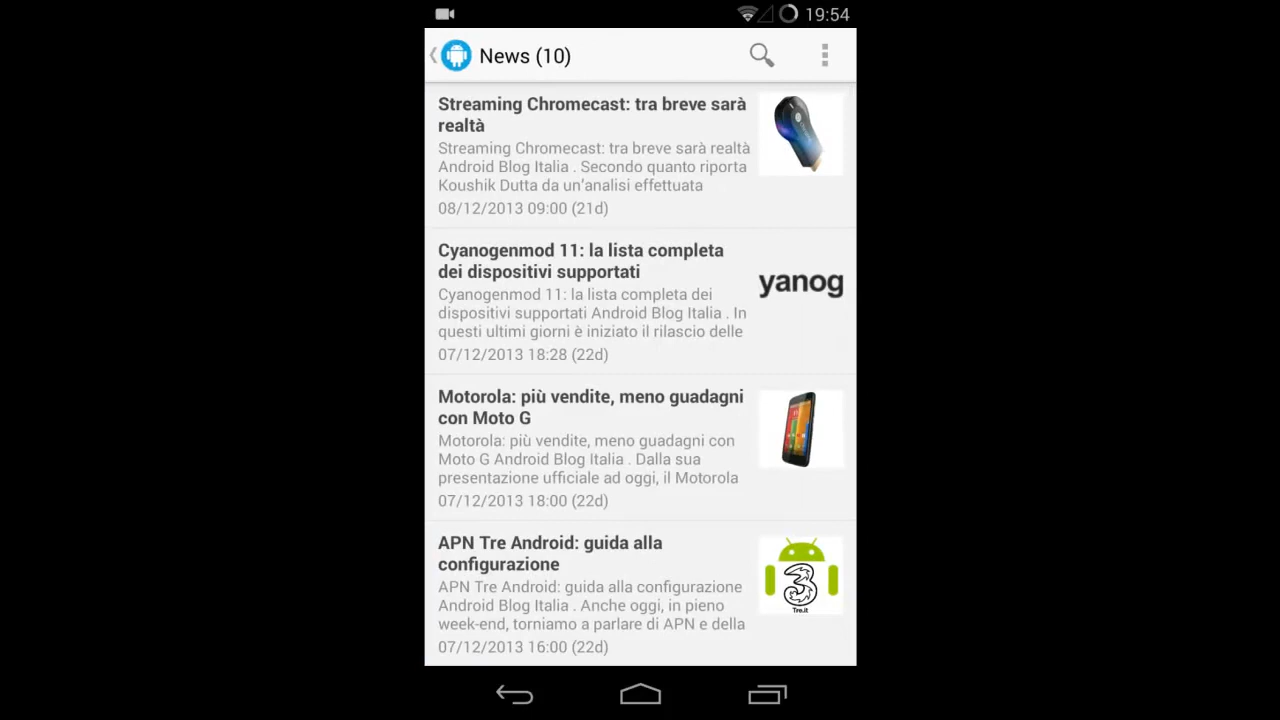 19:54
News (10)
Streaming Chromecast: tra breve sarà
realtà
Streaming Chromecast: tra breve sarà realtà
Android Blog Italia . Secondo quanto riporta
Koushik Dutta da un'analisi effettuata
08/12/2013 09:00 (21d)
Cyanogenmod 11: la lista completa
dei dispositivi supportati
Cyanogenmod 11: la lista completa dei
dispositivi supportati Android Blog Italia . In
questi ultimi giorni è iniziato il rilascio delle
07/12/2013 18:28 (22d)
yanog
Motorola: più vendite, meno guadagni
con Moto G
Motorola: più vendite, meno guadagni con
Moto G Android Blog Italia . Dalla sua
presentazione ufficiale ad oggi, il Motorola
07/12/2013 18:00 (22d)
APN Tre Android: guida alla
configurazione
APN Tre Android: guida alla configurazione
Android Blog Italia . Anche oggi, in pieno
week-end, torniamo a parlare di APN e della
07/12/2013 16:00 (22d)
3
Tre.it